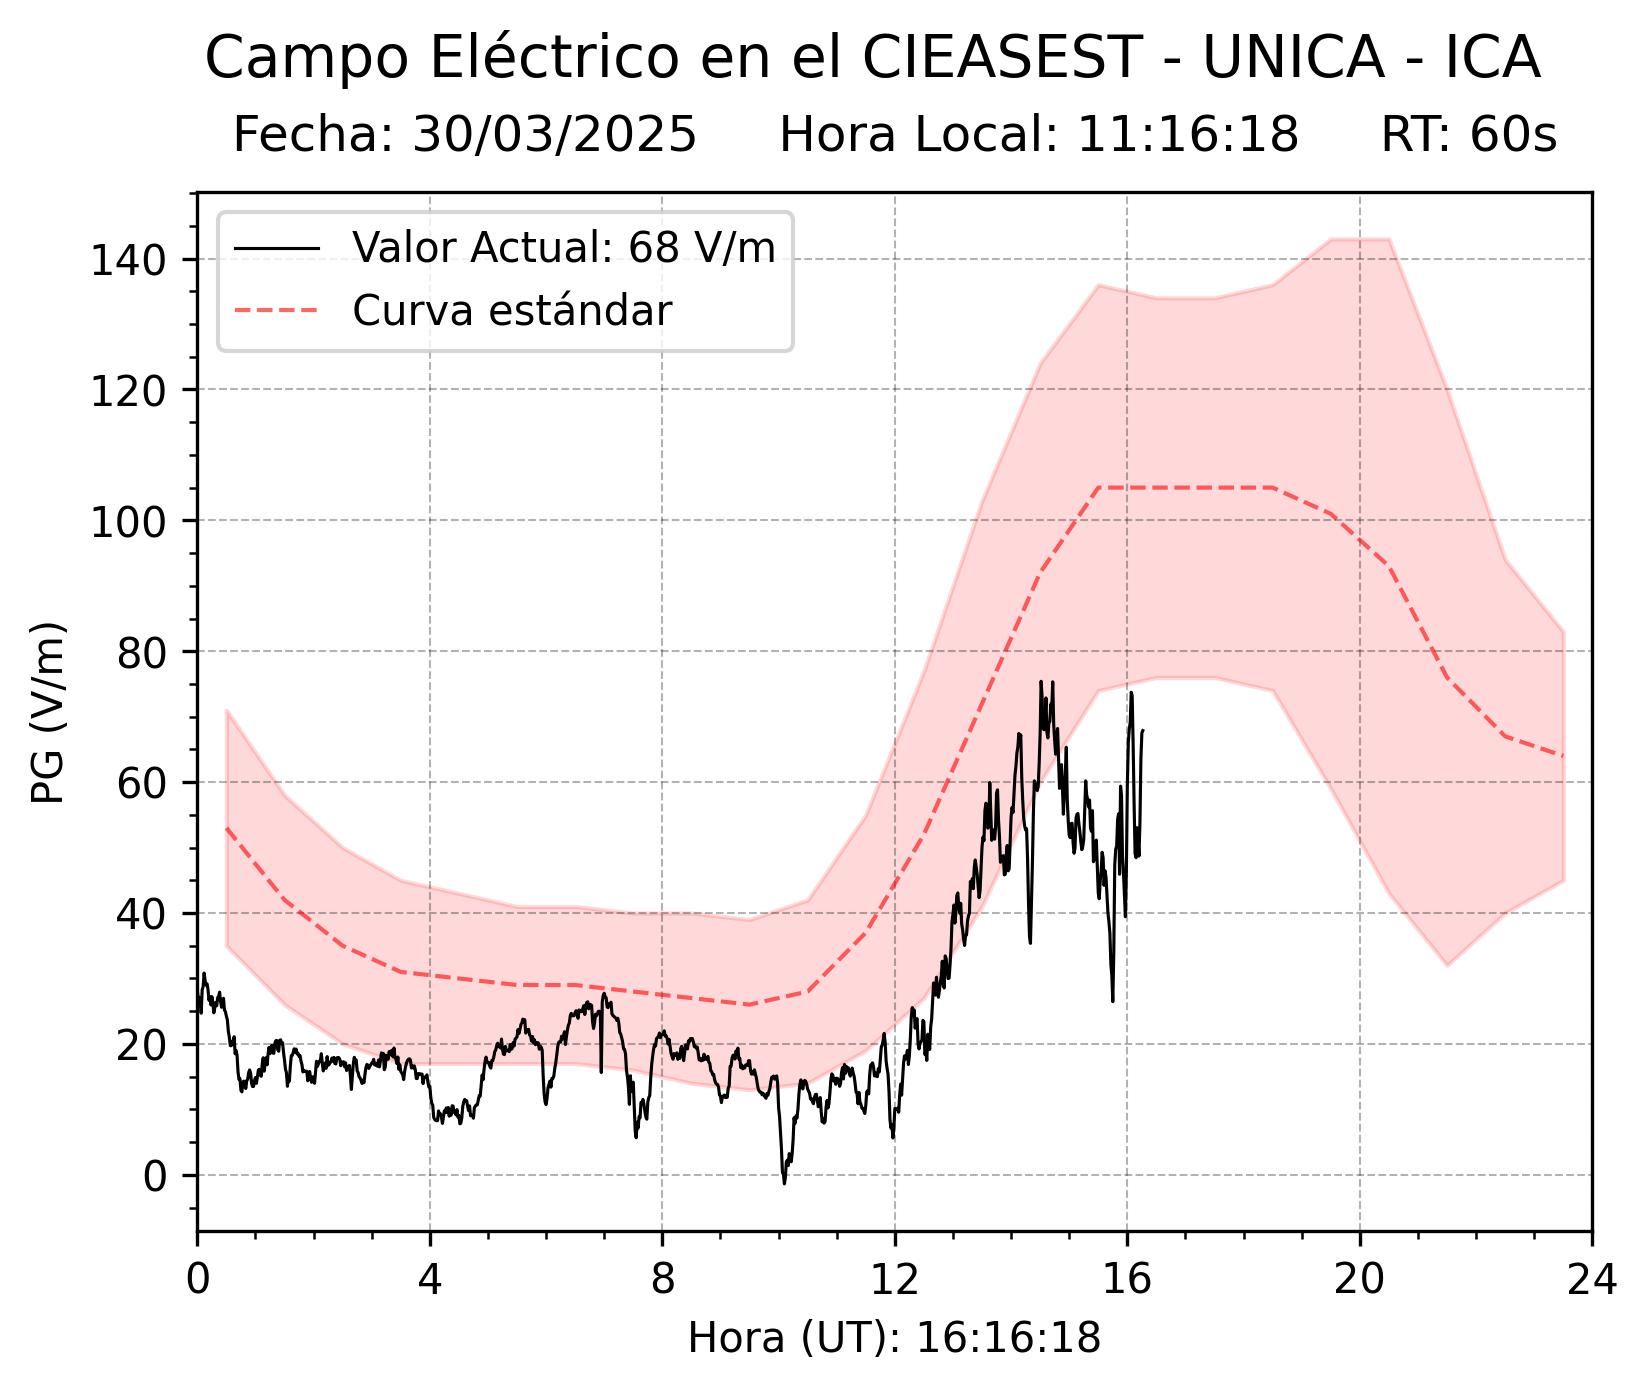 Campo Eléctrico en el CIEASEST - UNICA - ICA
Fecha: 30/03/2025 Hora Local: 11:16:18 RT: 60s
Valor Actual: 68 V/m
Curva estándar
140
120
100
80
60
40
20
0
PG (V/m)
0 4 8 12 16 20 24
Hora (UT): 16:16:18